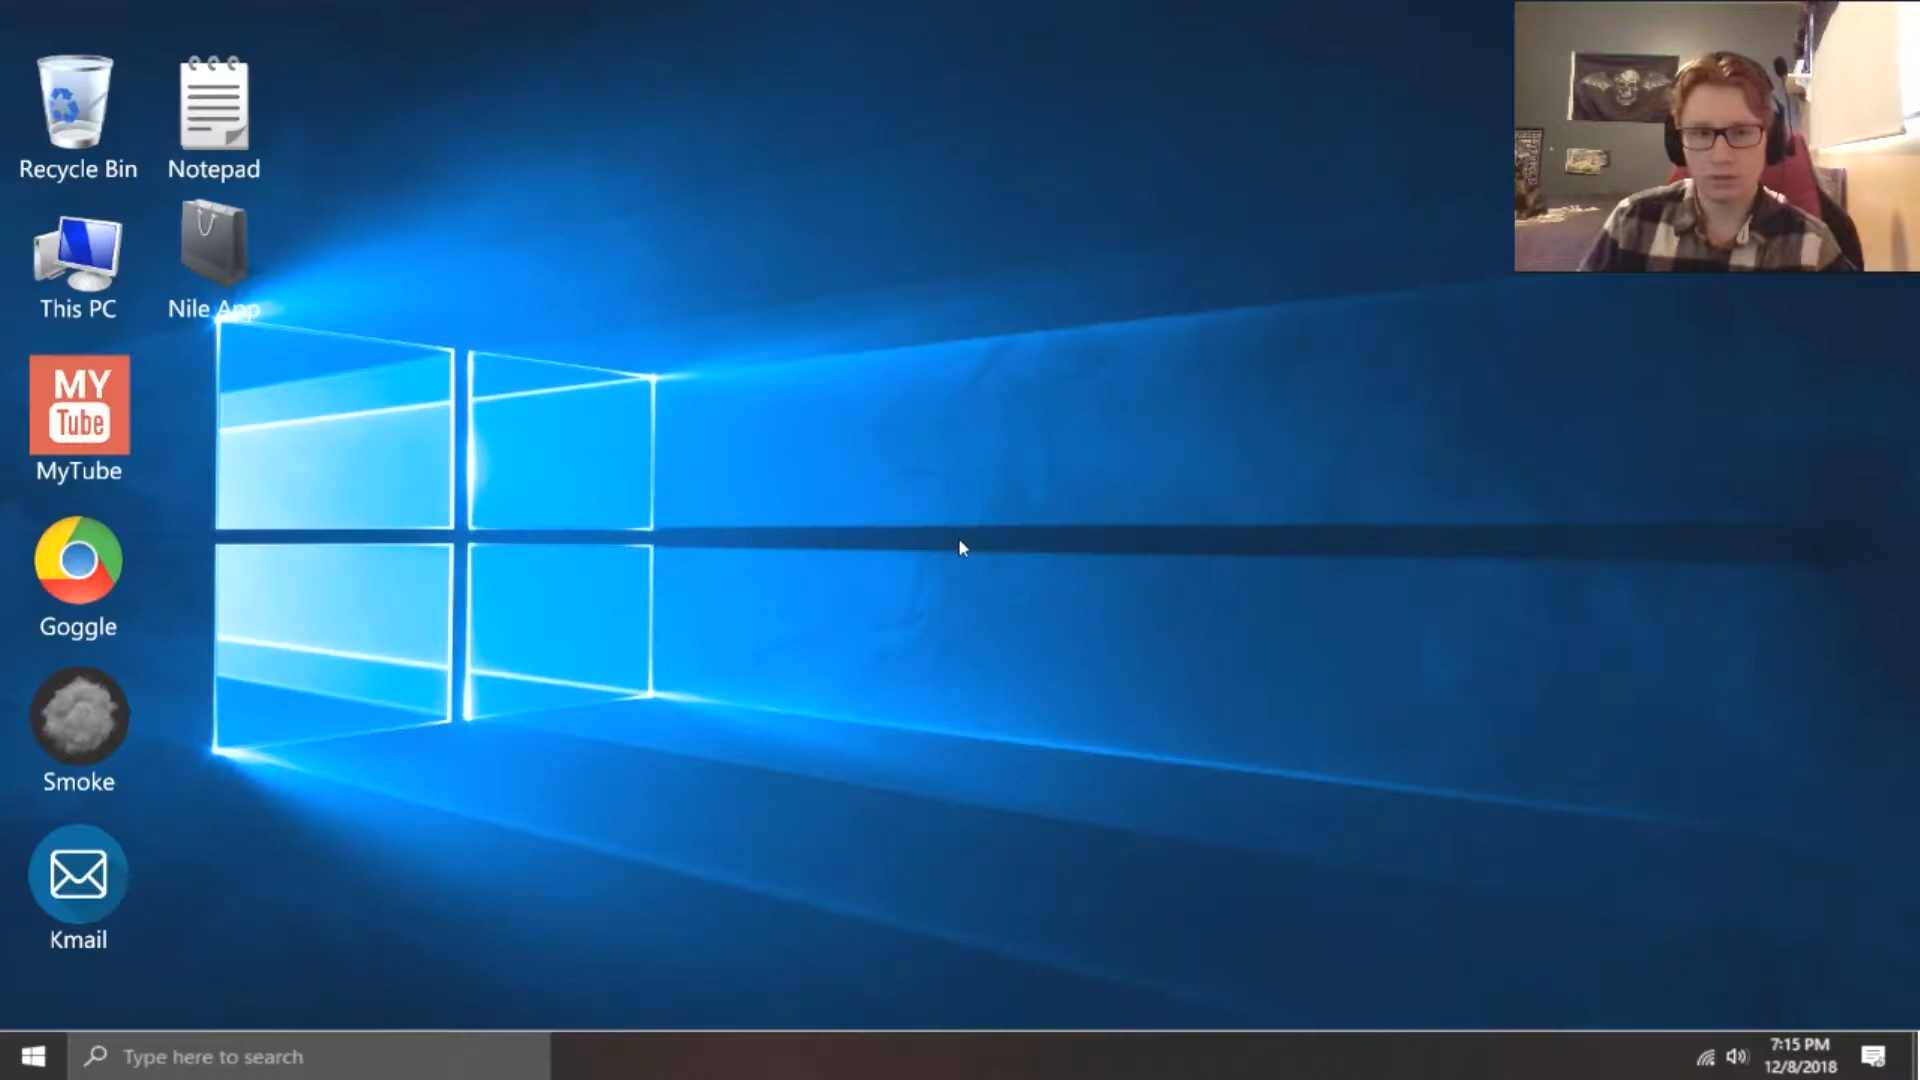 Recycle Bin
Notepad
This PC
Nile App
MY
Tube
MyTube
Goggle
Smoke
Kmail
Type here to search
7:15 PM
12/8/2018